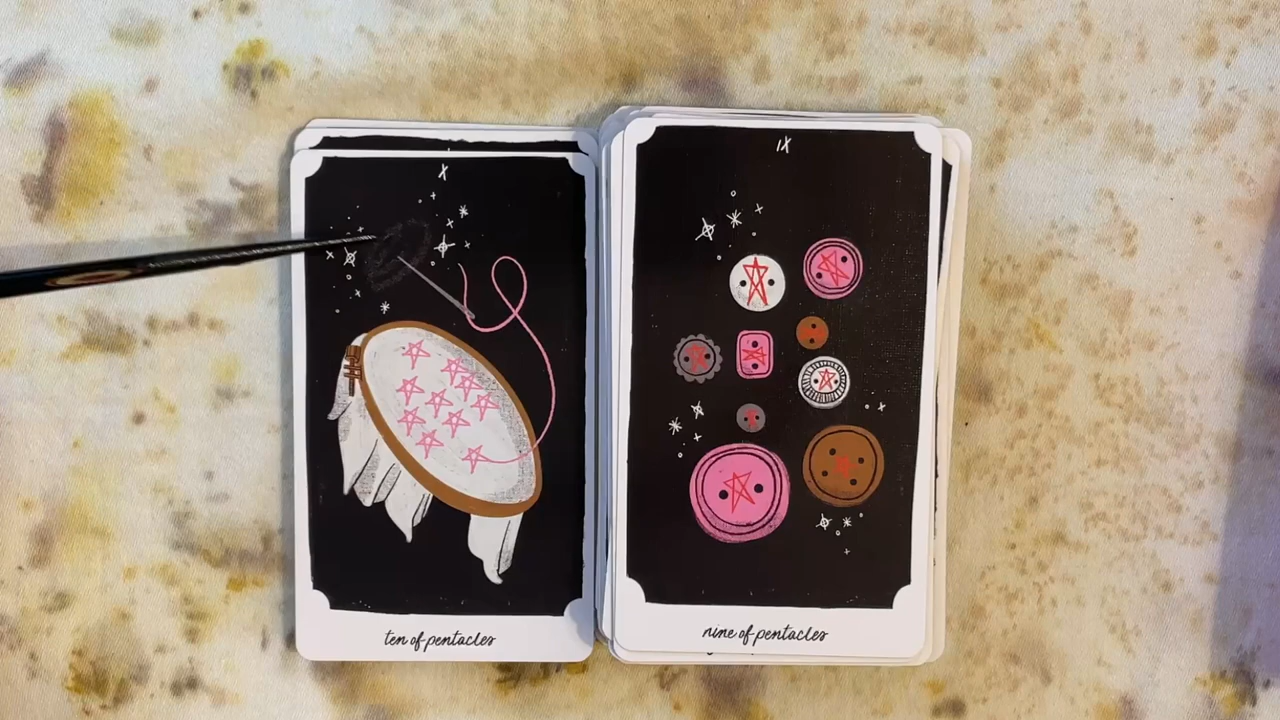 X
ten of pentacles
IX
nine of pentacles